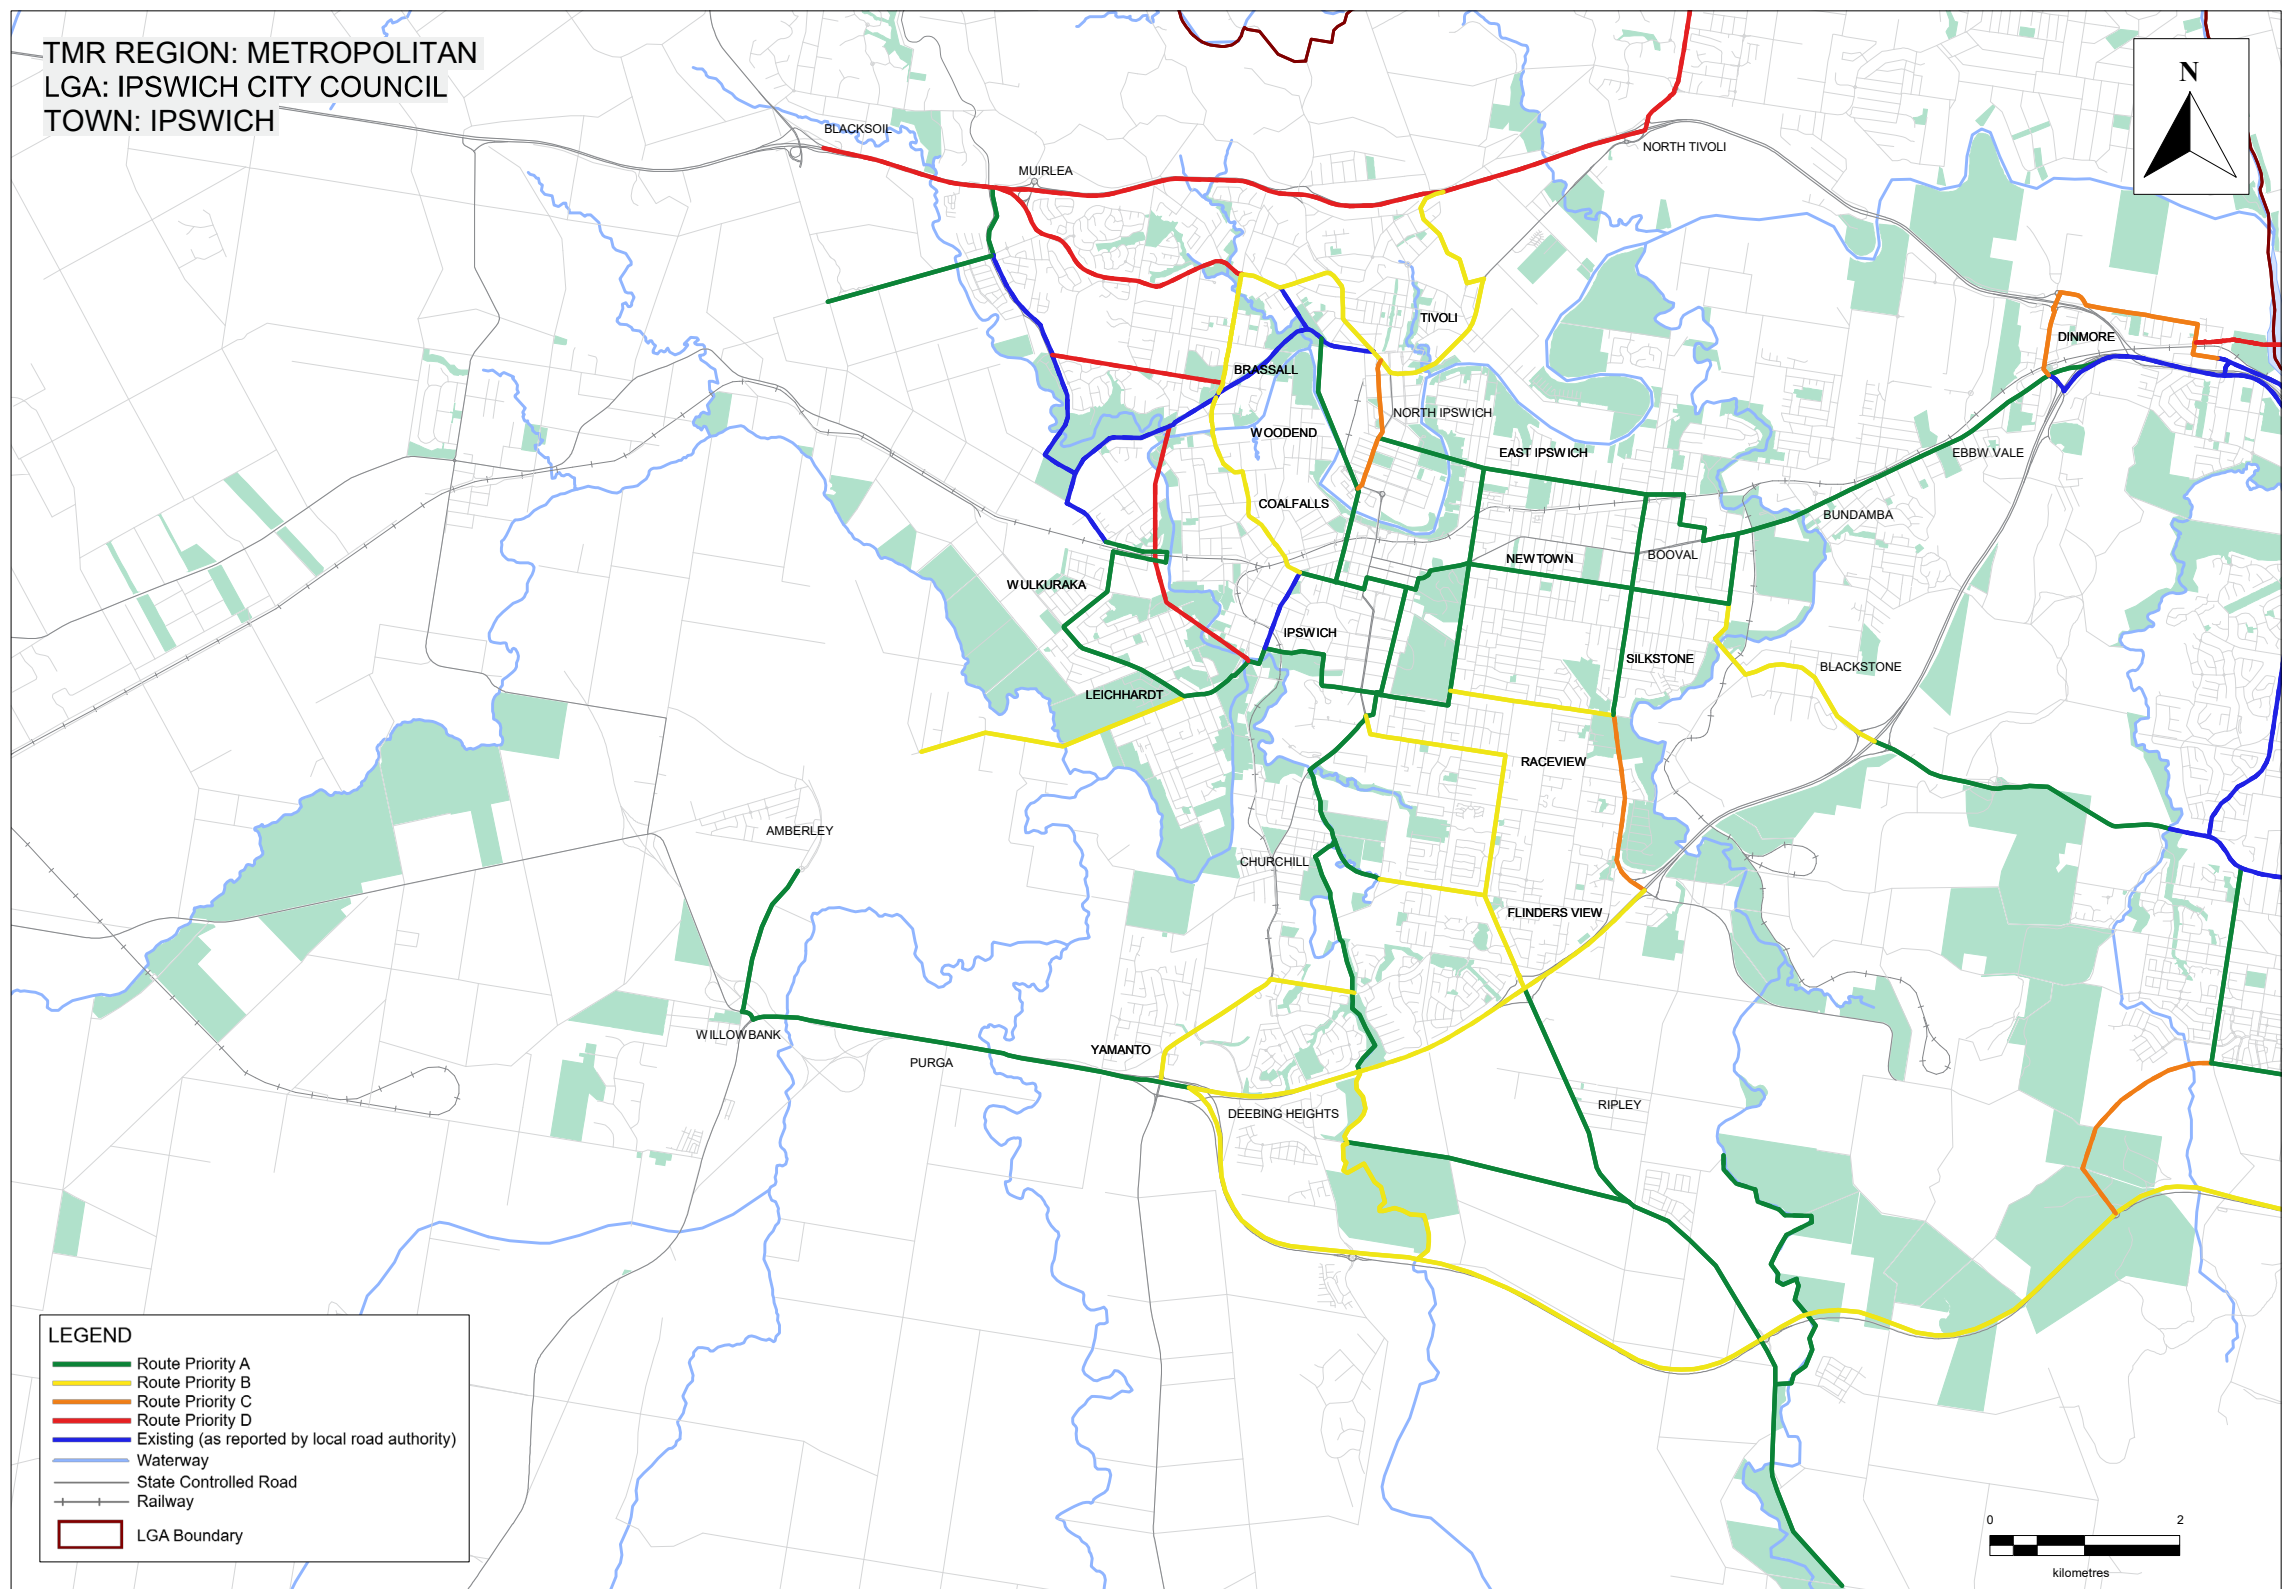 TMR REGION: METROPOLITAN
LGA: IPSWICH CITY COUNCIL
TOWN: IPSWICH
N
BLACKSOIL
NORTH TIVOLI
MUIRLEA
TIVOLI
DINMORE
BRASSALL
NORTH IPSWICH
WOODEND
EAST IPSWICH
EBBW VALE
COALFALLS
BUNDAMBA
NEWTOWN
BOOVAL
WULKURAKA
IPSWICH
SILKSTONE
BLACKSTONE
LEICHHARDT
RACEVIEW
AMBERLEY
CHURCHILL
FLINDERS VIEW
WILLOWBANK
YAMANTO
PURGA
RIPLEY
DEEBING HEIGHTS
LEGEND
Route Priority A
Route Priority B
Route Priority C
Route Priority D
Existing (as reported by local road authority)
Waterway
State Controlled Road
Railway
LGA Boundary
0 2
kilometres